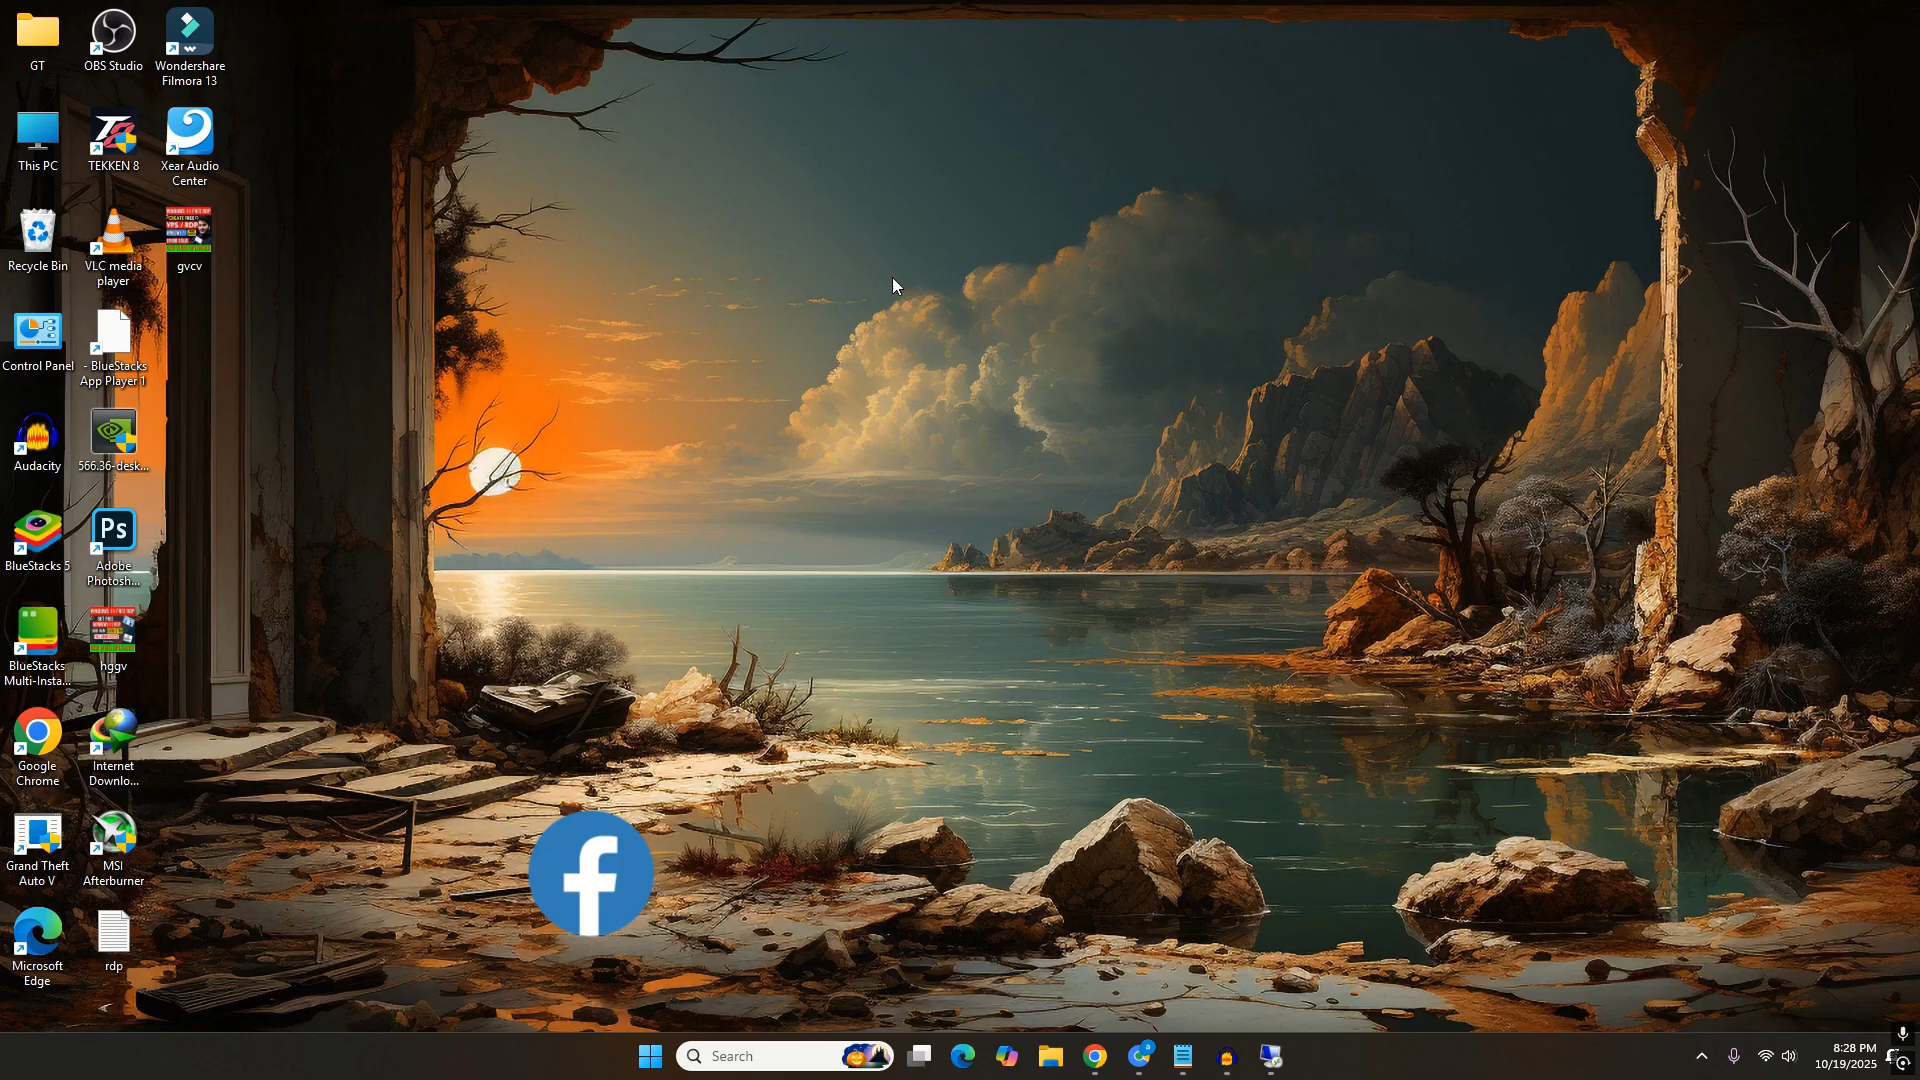 GT
OBS Studio
Wondershare
Filmora 13
This PC
TEKKEN 8
Xear Audio
Center
Recycle Bin
VLC media
player
gvcv
Control Panel
- BlueStacks
App Player 1
Audacity
566.36-desk...
BlueStacks 5
Ps
Adobe
Photosh...
BlueStacks
Multi-Insta...
hggv
Google
Chrome
Internet
Downlo...
Grand Theft
Auto V
MSI
Afterburner
Microsoft
Edge
rdp
f
Search
a
8:28 PM
10/19/2025